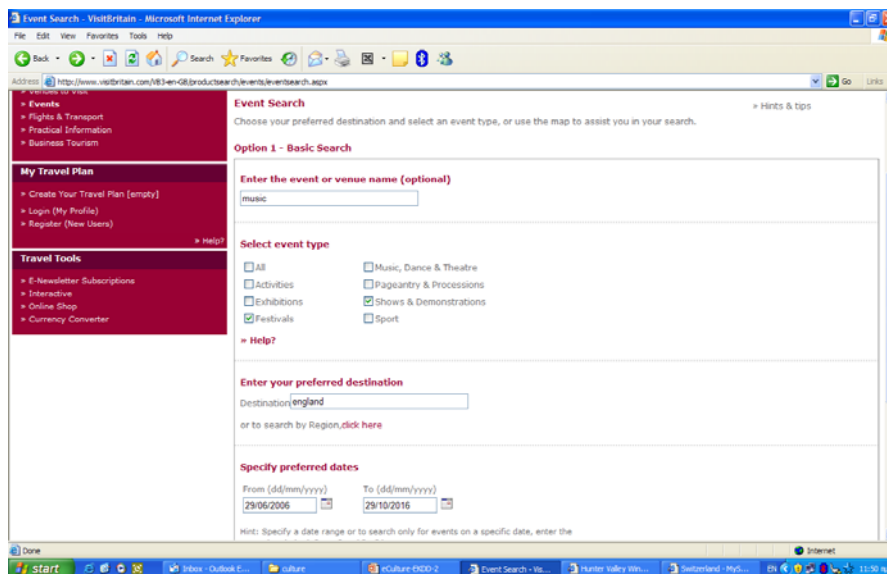 Event Search - VisitBritain - Microsoft Internet Explorer
File Edit View Favorites Tools Help
Back Search Favorites
Address http://www.visitbritain.com/VB3-en-GB/productsearch/events/eventsearch.aspx Go Links
» Venues to Visit
» Events
» Flights & Transport
» Practical Information
» Business Tourism
My Travel Plan
» Create Your Travel Plan [empty]
» Login (My Profile)
» Register (New Users)
» Help?
Travel Tools
» E-Newsletter Subscriptions
» Interactive
» Online Shop
» Currency Converter
Event Search
» Hints & tips
Choose your preferred destination and select an event type, or use the map to assist you in your search.
Option 1 - Basic Search
Enter the event or venue name (optional)
music
Select event type
All Music, Dance & Theatre
Activities Pageantry & Processions
Exhibitions Shows & Demonstrations
Festivals Sport
» Help?
Enter your preferred destination
Destination england
or to search by Region,click here
Specify preferred dates
From (dd/mm/yyyy) To (dd/mm/yyyy)
29/06/2006 29/10/2016
Hint: Specify a date range or to search only for events on a specific date, enter the
Done Internet
start Inbox - Outlook E... culture eCulture-EKDD-2 Event Search - Vis... Hunter Valley Win... Switzerland - MyS... EN 11:50